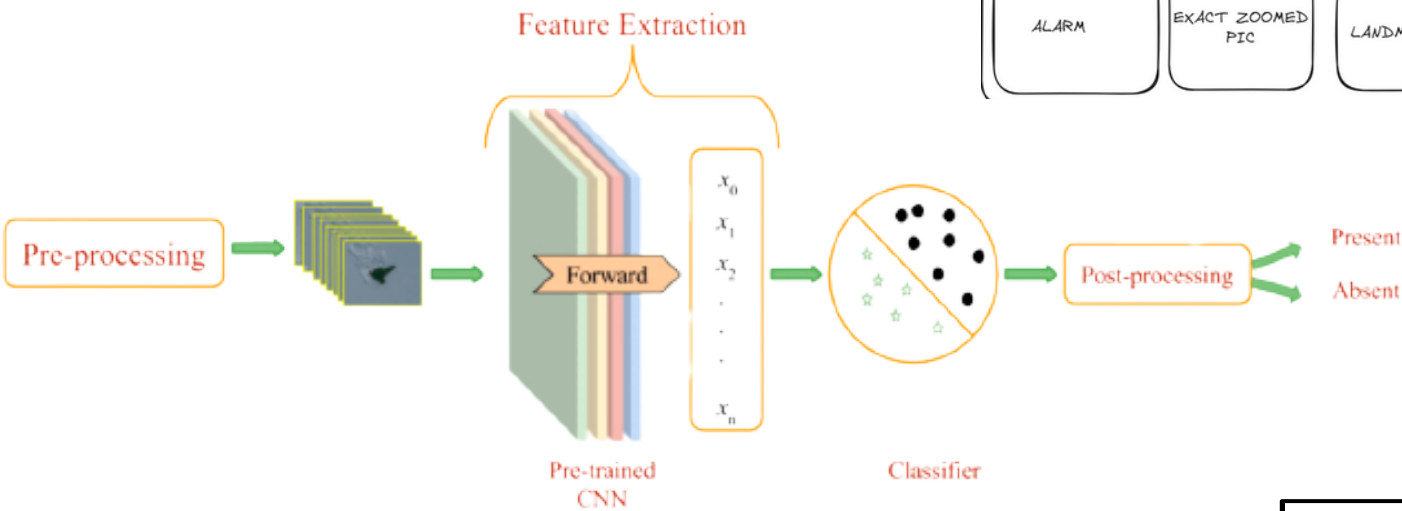 Feature Extraction
ALARM
EXACT ZOOMED
PIC
Pre-processing
Forward
x0
x1
x2
.
.
.
xn
Pre-trained
CNN
Classifier
Post-processing
Present
Absent